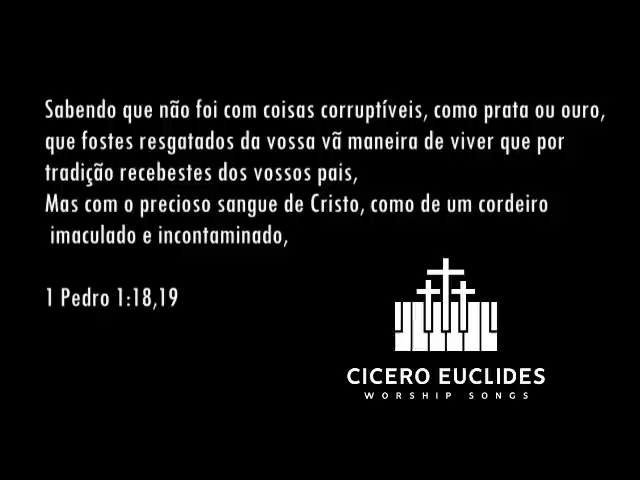 Sabendo que não foi com coisas corruptíveis, como prata ou ouro,
que fostes resgatados da vossa vã maneira de viver que por
tradição recebestes dos vossos pais,
Mas com o precioso sangue de Cristo, como de um cordeiro
imaculado e incontaminado,
1 Pedro 1:18,19
CICERO EUCLIDES
WORSHIP SONGS